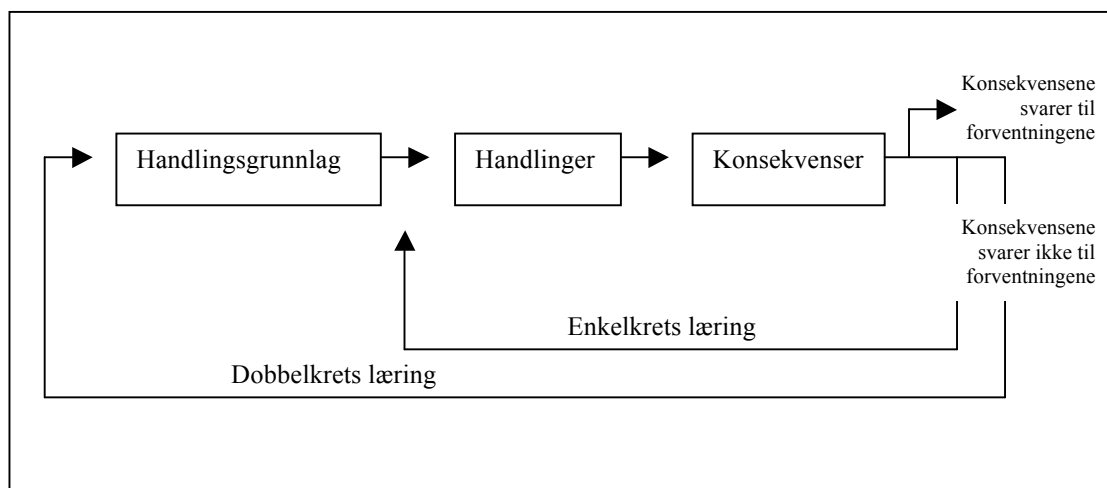 Konsekvensene
svarer til
forventningene
Handlingsgrunnlag
Handlinger
Konsekvenser
Konsekvensene
svarer ikke til
forventningene
Enkelkrets læring
Dobbelkrets læring